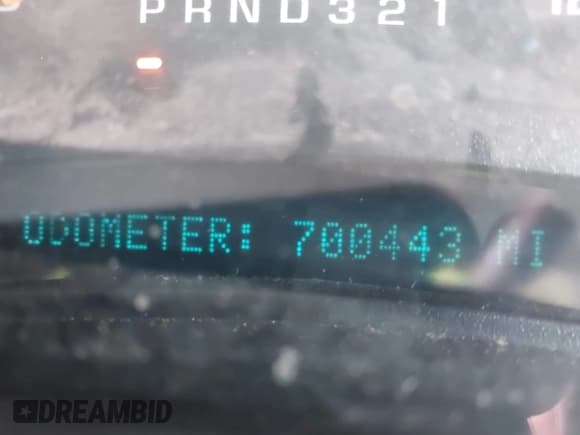 PRND321
ODOMETER: 700443 MI
DREAMBID